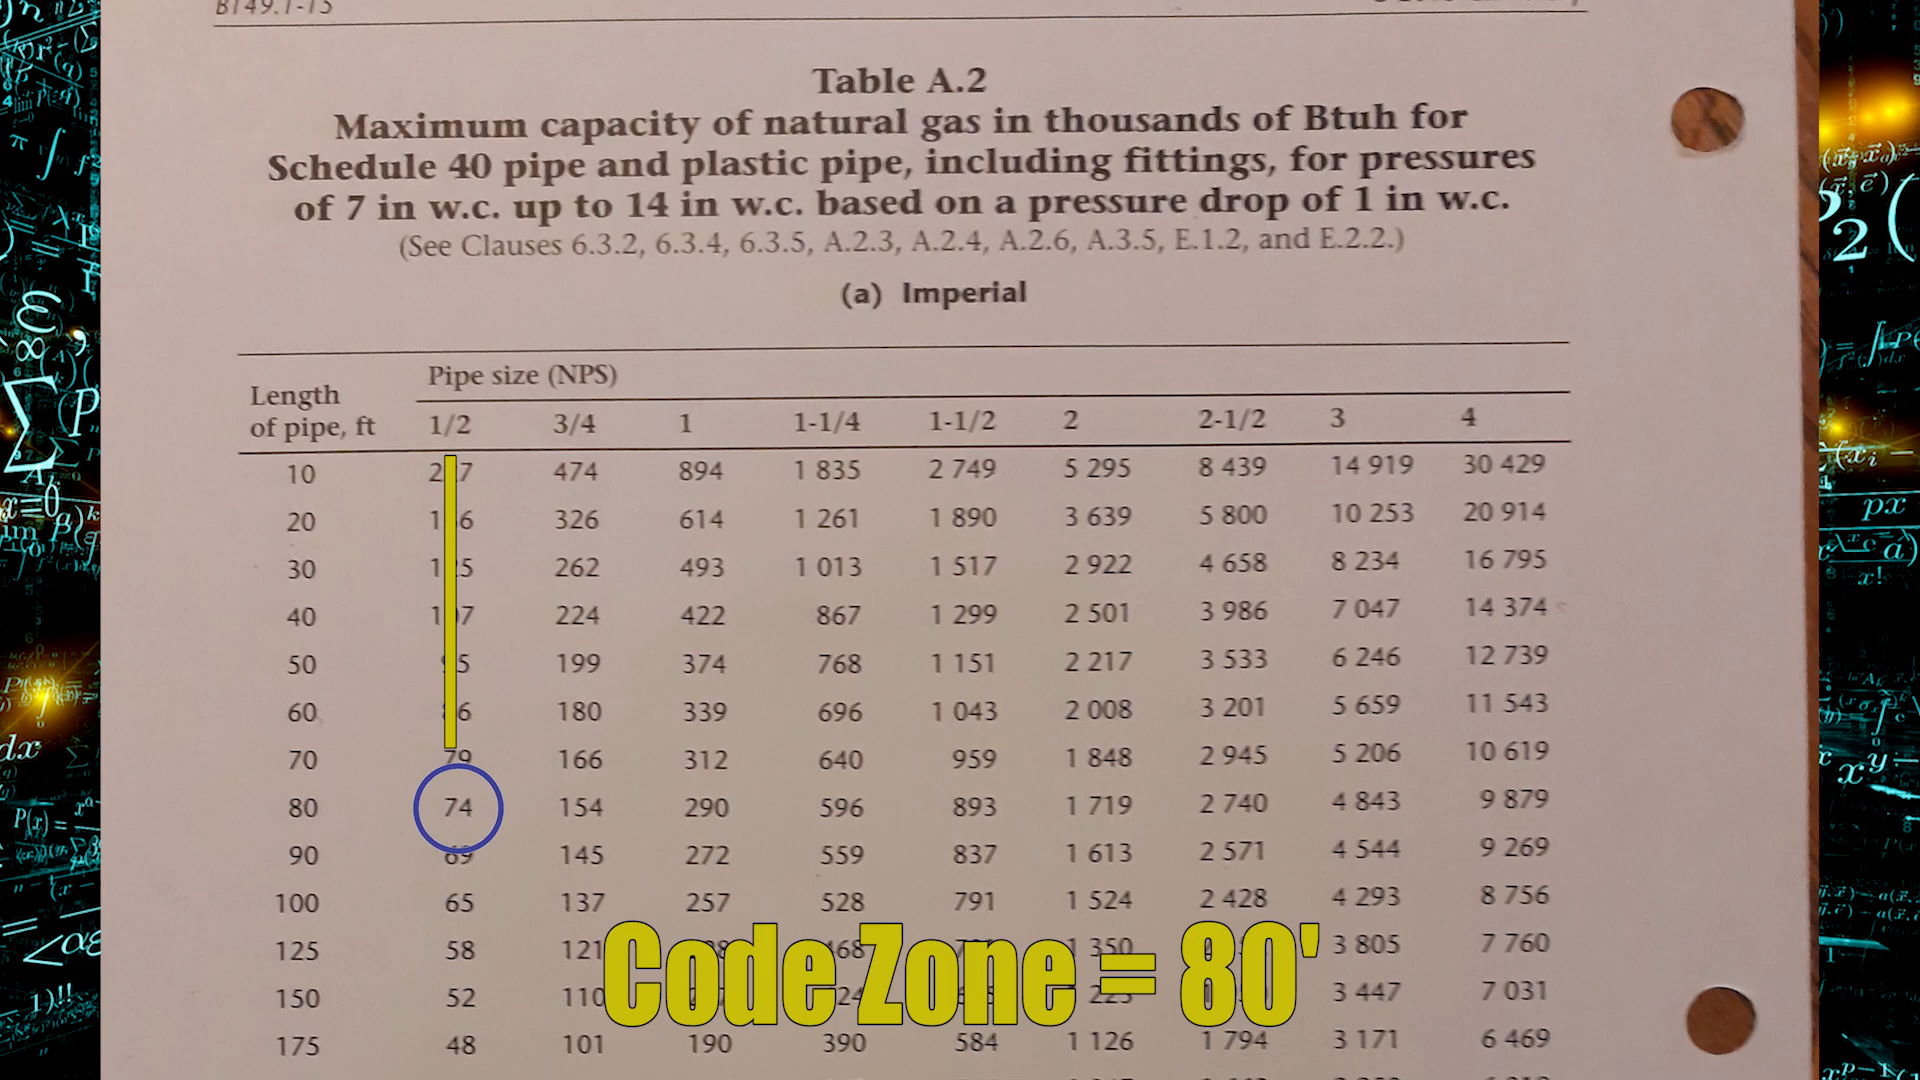 B149.1-15
Table A.2
Maximum capacity of natural gas in thousands of Btuh for
Schedule 40 pipe and plastic pipe, including fittings, for pressures
of 7 in w.c. up to 14 in w.c. based on a pressure drop of 1 in w.c.
(See Clauses 6.3.2, 6.3.4, 6.3.5, A.2.3, A.2.4, A.2.6, A.3.5, E.1.2, and E.2.2.)
(a) Imperial
Pipe size (NPS)
Length
of pipe, ft 1/2 3/4 1 1-1/4 1-1/2 2 2-1/2 3 4
10 474 894 1 835 2 749 5 295 8 439 14 919 30 429
20 326 614 1 261 1 890 3 639 5 800 10 253 20 914
30 262 493 1 013 1 517 2 922 4 658 8 234 16 795
40 224 422 867 1 299 2 501 3 986 7 047 14 374
50 199 374 768 1 151 2 217 3 533 6 246 12 739
60 180 339 696 1 043 2 008 3 201 5 659 11 543
70 79 166 312 640 959 1 848 2 945 5 206 10 619
80 74 154 290 596 893 1 719 2 740 4 843 9 879
90 69 145 272 559 837 1 613 2 571 4 544 9 269
100 65 137 257 528 791 1 524 2 428 4 293 8 756
125 58 121 1 350 3 805 7 760
150 52 110 3 447 7 031
Code Zone = 80'
175 48 101 190 390 584 1 126 1 794 3 171 6 469